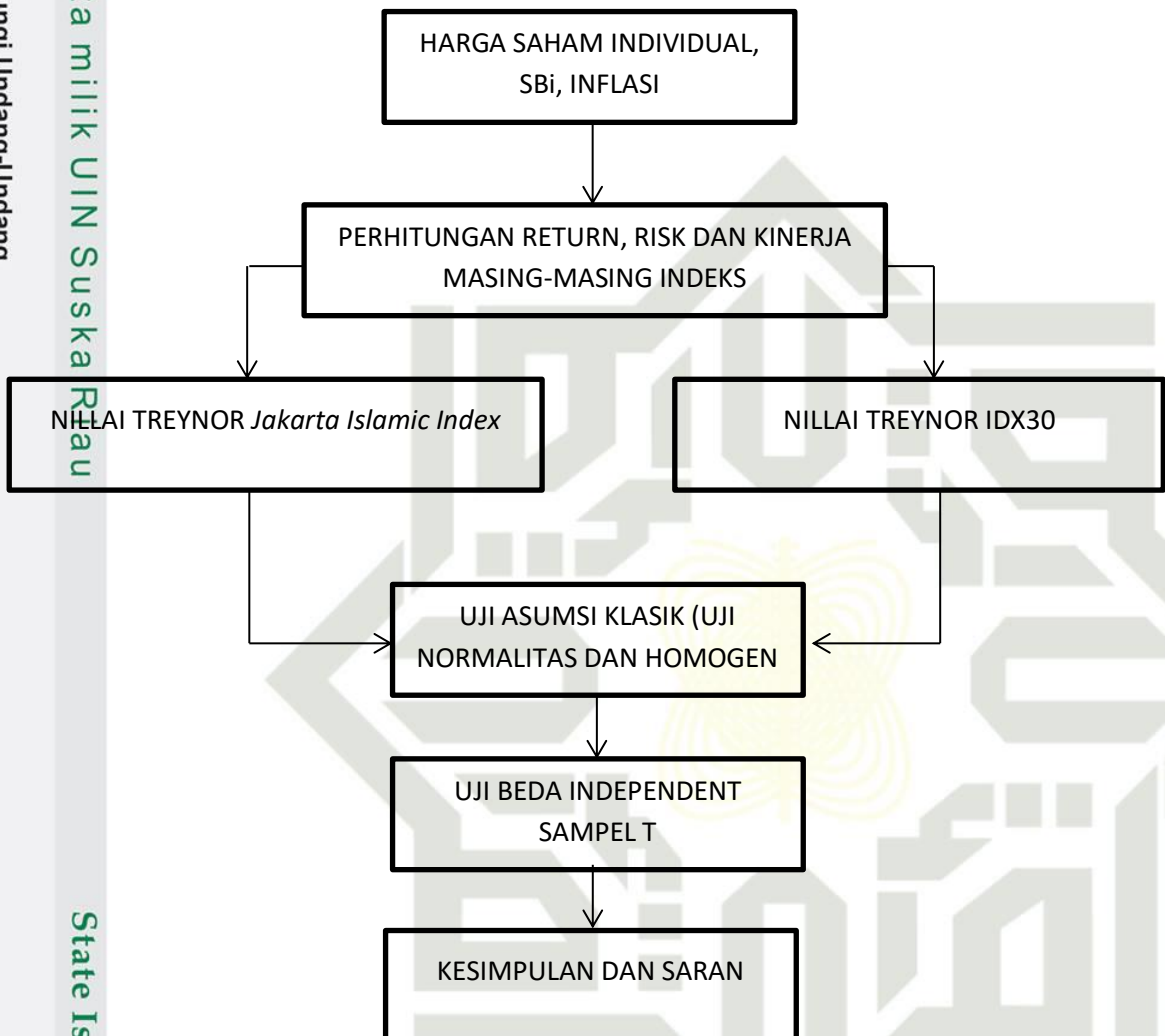 HARGA SAHAM INDIVIDUAL,
SBi, INFLASI
PERHITUNGAN RETURN, RISK DAN KINERJA
MASING-MASING INDEKS
NILLAI TREYNOR Jakarta Islamic Index
NILLAI TREYNOR IDX30
UJI ASUMSI KLASIK (UJI
NORMALITAS DAN HOMOGEN
UJI BEDA INDEPENDENT
SAMPEL T
KESIMPULAN DAN SARAN
milik UIN Suska Riau
Undang-Undang
State